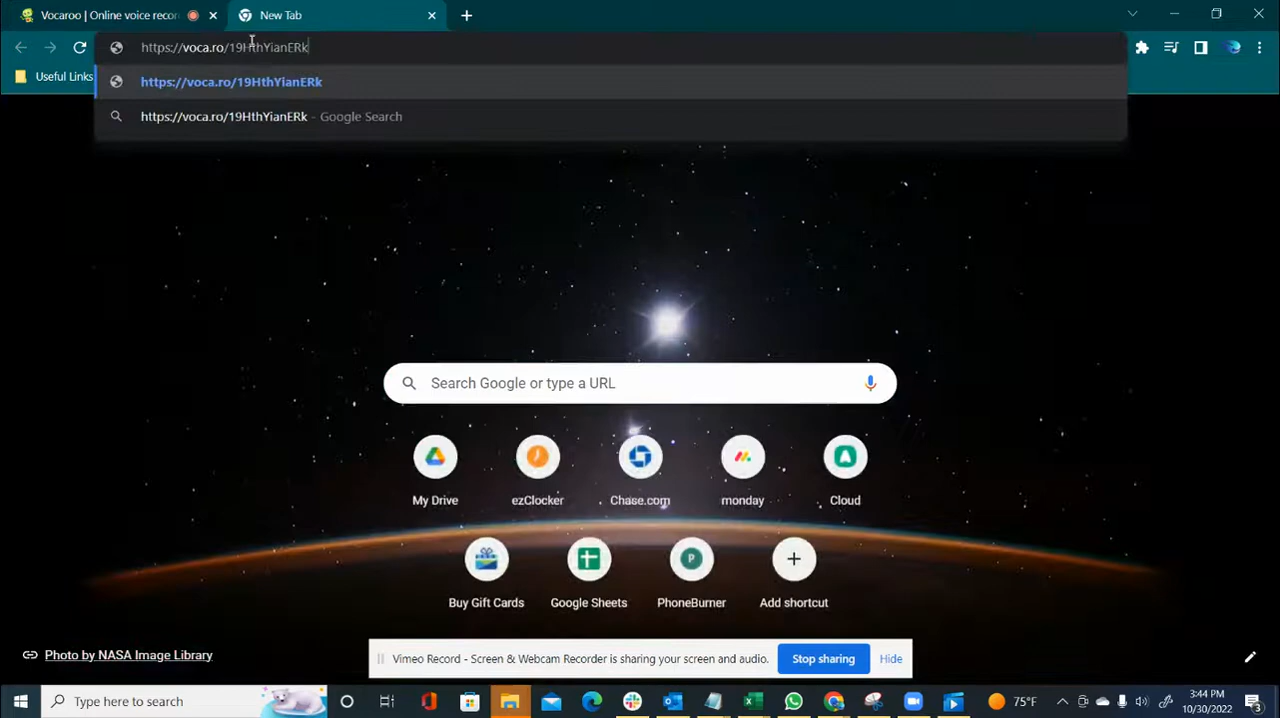 Vocaroo | Online voice recor
New Tab
https://voca.ro/19HthYianERk
Useful Links
https://voca.ro/19HthYianERk
https://voca.ro/19HthYianERk - Google Search
Search Google or type a URL
My Drive
ezClocker
Chase.com
monday
Cloud
Buy Gift Cards
Google Sheets
P
PhoneBurner
Add shortcut
Photo by NASA Image Library
Vimeo Record - Screen & Webcam Recorder is sharing your screen and audio.
Stop sharing
Hide
Type here to search
75°F
3:44 PM
10/30/2022